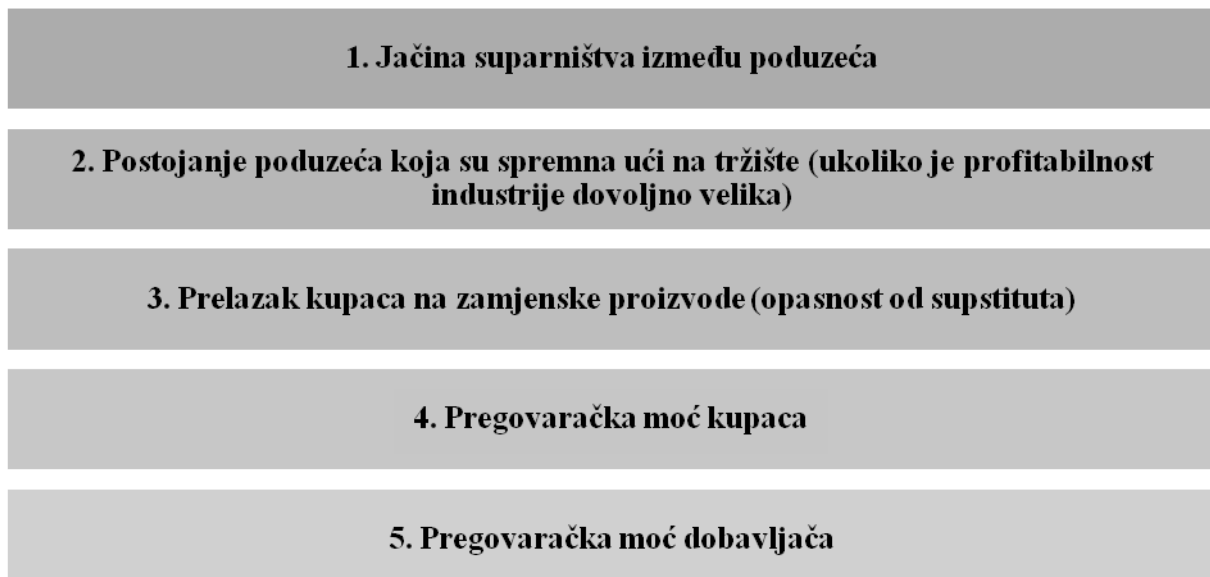 1. Jačina suparništva između poduzeća
2. Postojanje poduzeća koja su spremna ući na tržište (ukoliko je profitabilnost
industrije dovoljno velika)
3. Prelazak kupaca na zamjenske proizvode (opasnost od supstituta)
4. Pregovaračka moć kupaca
5. Pregovaračka moć dobavljača